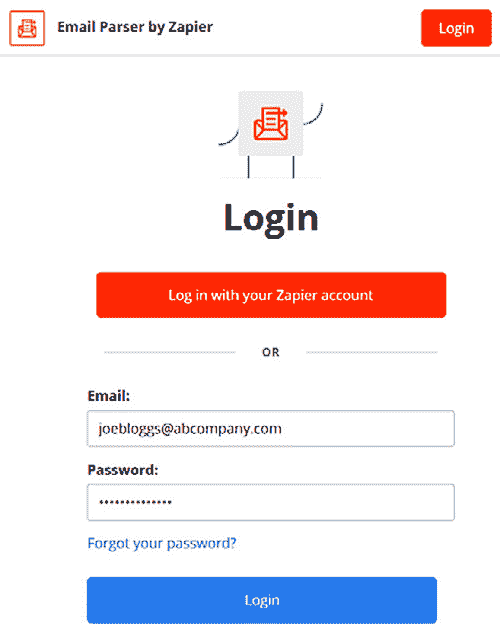 Email Parser by Zapier
Login
Login
Log in with your Zapier account
OR
Email:
joebloggs@abcompany.com
Password:
••••••••••••••
Forgot your password?
Login